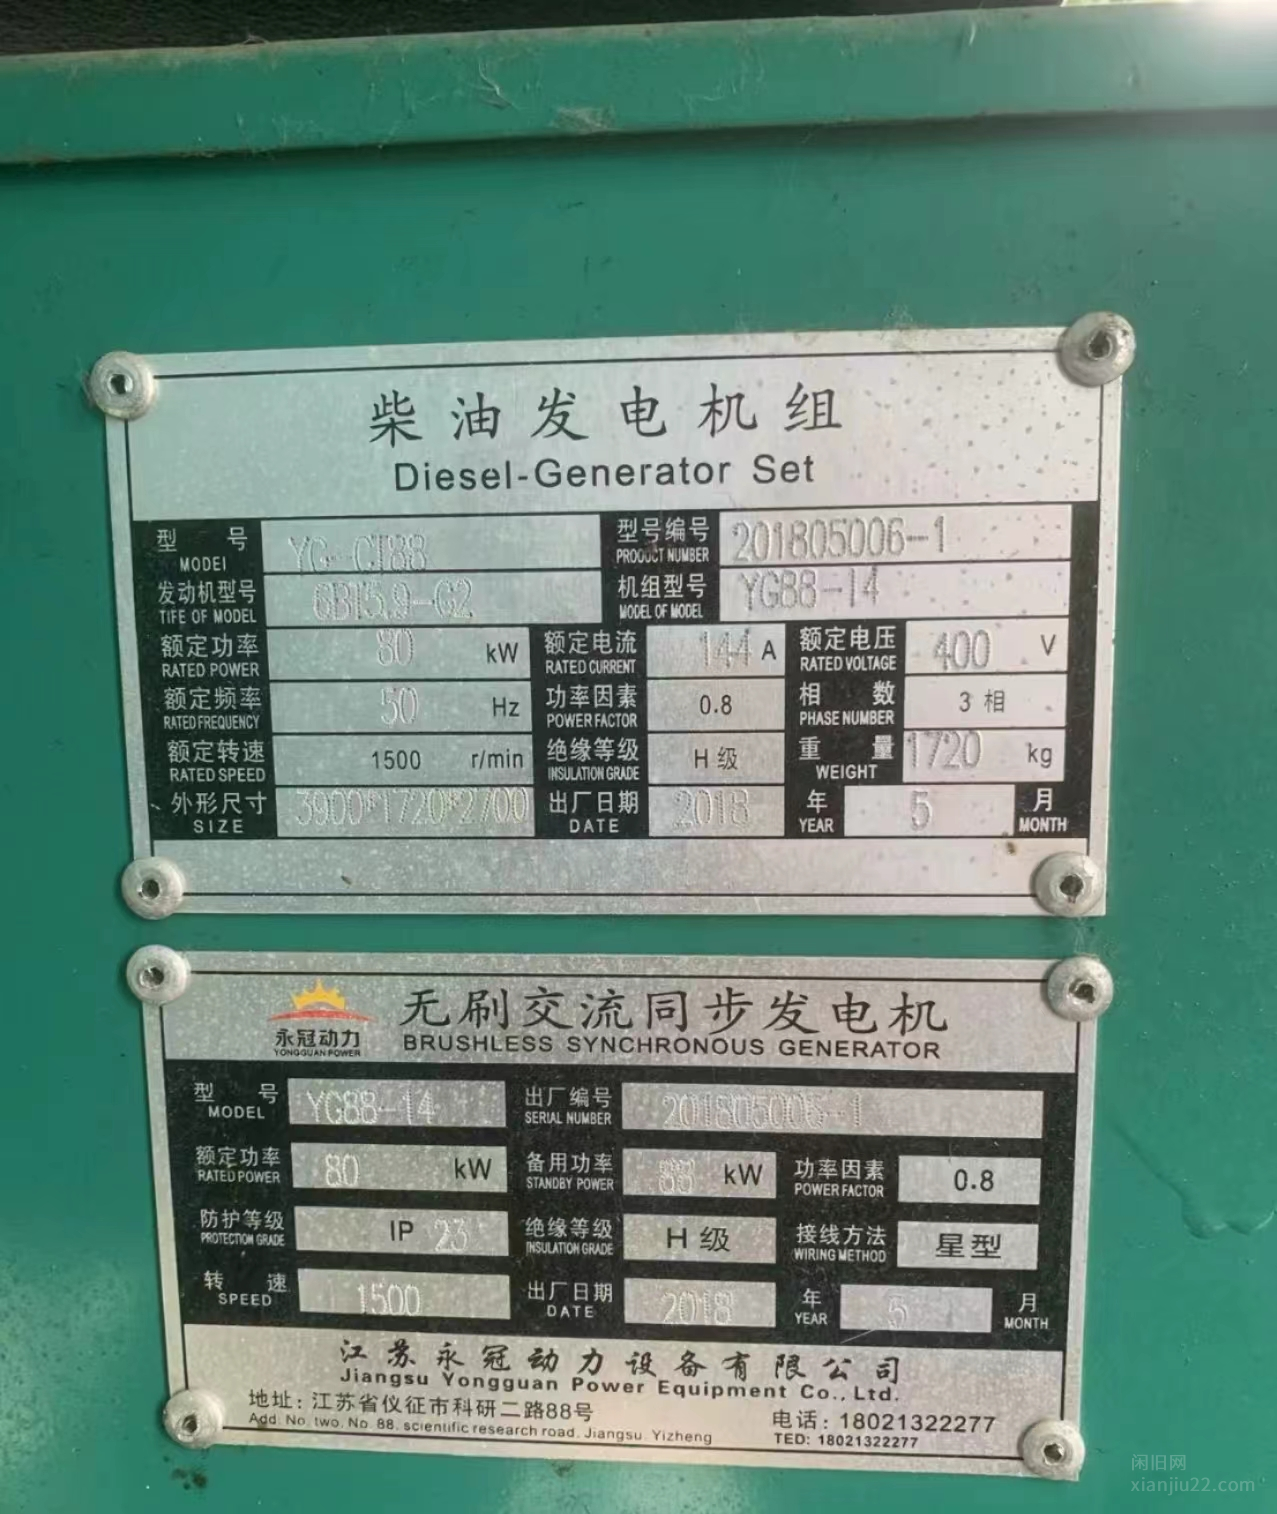 柴油发电机组
Diesel-Generator Set
型号 YG-CT88 型号编号 201805006-1
MODEI PRODUCT NUMBER
发动机型号 6BT5.9-G2 机组型号 YG88-14
TIFE OF MODEL MODEL OF MODEL
额定功率 80 kW 额定电流 144 A 额定电压 400 V
RATED POWER RATED CURRENT RATED VOLTAGE
额定频率 50 Hz 功率因素 0.8 相数 3 相
RATED FREQUENCY POWER FACTOR PHASE NUMBER
额定转速 1500 r/min 绝缘等级 H 级 重量 1720 kg
RATED SPEED INSULATION GRADE WEIGHT
外形尺寸 3900*1720*2700 出厂日期 2018 年 5 月
SIZE DATE YEAR MONTH
永冠动力 无刷交流同步发电机
YONGGUAN POWER BRUSHLESS SYNCHRONOUS GENERATOR
型号 YG88-14 出厂编号 201805006-1
MODEL SERIAL NUMBER
额定功率 80 kW 备用功率 88 kW 功率因素 0.8
RATED POWER STANDBY POWER POWER FACTOR
防护等级 IP 23 绝缘等级 H 级 接线方法 星型
PROTECTION GRADE INSULATION GRADE WIRING METHOD
转速 1500 出厂日期 2018 年 5 月
SPEED DATE YEAR MONTH
江苏永冠动力设备有限公司
Jiangsu Yongguan Power Equipment Co., Ltd.
地址: 江苏省仪征市科研二路88号 电话: 18021322277
Add: No. two. No. 88. scientific research road. Jiangsu. Yizheng TED: 18021322277
闲旧网
xianjiu22.com